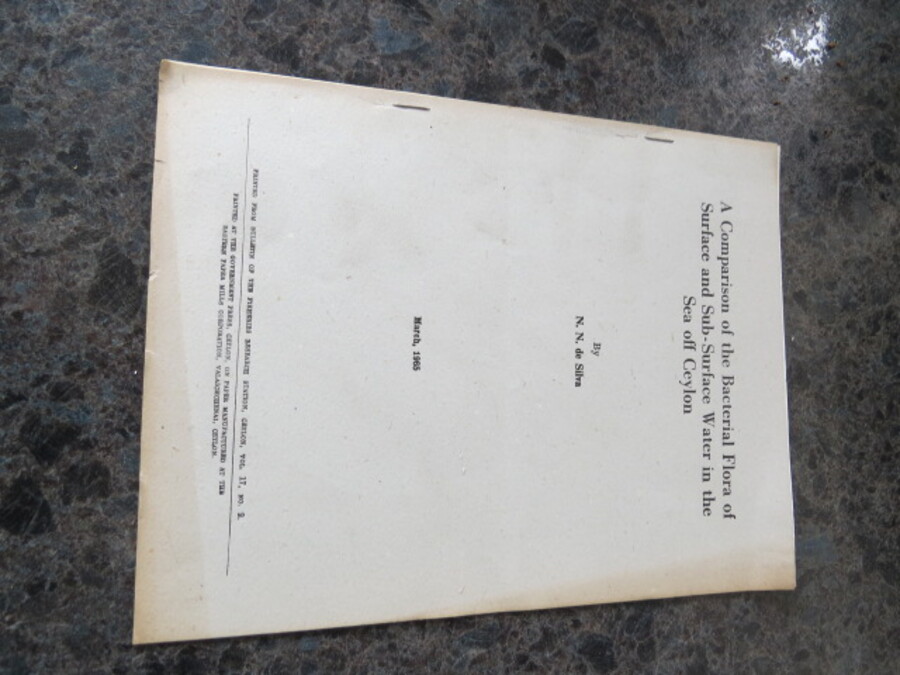 A Comparison of the Bacterial Flora of
Surface and Sub-Surface Water in the
Sea off Ceylon
By
N. N. de Silva
March, 1965
PRINTED FROM BULLETIN OF THE FISHERIES RESEARCH STATION, CEYLON, VOL. 17, NO. 2.
PRINTED AT THE GOVERNMENT PRESS, CEYLON, ON PAPER MANUFACTURED AT THE
EASTERN PAPER MILLS CORPORATION, VALAICHCHENAI, CEYLON.